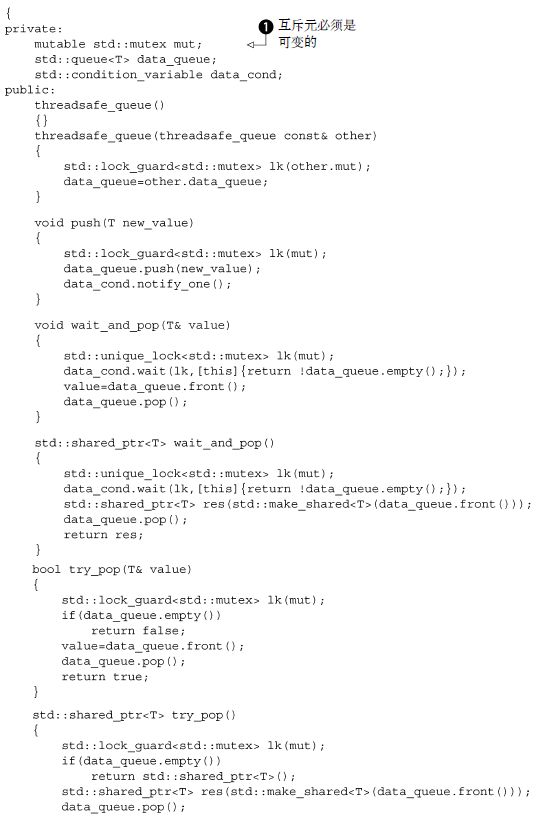 {
private:
    mutable std::mutex mut;    ❶ 互斥元必须是
可变的
    std::queue<T> data_queue;
    std::condition_variable data_cond;
public:
    threadsafe_queue()
    {}
    threadsafe_queue(threadsafe_queue const& other)
    {
        std::lock_guard<std::mutex> lk(other.mut);
        data_queue=other.data_queue;
    }
    void push(T new_value)
    {
        std::lock_guard<std::mutex> lk(mut);
        data_queue.push(new_value);
        data_cond.notify_one();
    }
    void wait_and_pop(T& value)
    {
        std::unique_lock<std::mutex> lk(mut);
        data_cond.wait(lk,[this]{return !data_queue.empty();});
        value=data_queue.front();
        data_queue.pop();
    }
    std::shared_ptr<T> wait_and_pop()
    {
        std::unique_lock<std::mutex> lk(mut);
        data_cond.wait(lk,[this]{return !data_queue.empty();});
        std::shared_ptr<T> res(std::make_shared<T>(data_queue.front()));
        data_queue.pop();
        return res;
    }
    bool try_pop(T& value)
    {
        std::lock_guard<std::mutex> lk(mut);
        if(data_queue.empty())
            return false;
        value=data_queue.front();
        data_queue.pop();
        return true;
    }
    std::shared_ptr<T> try_pop()
    {
        std::lock_guard<std::mutex> lk(mut);
        if(data_queue.empty())
            return std::shared_ptr<T>();
        std::shared_ptr<T> res(std::make_shared<T>(data_queue.front()));
        data_queue.pop();